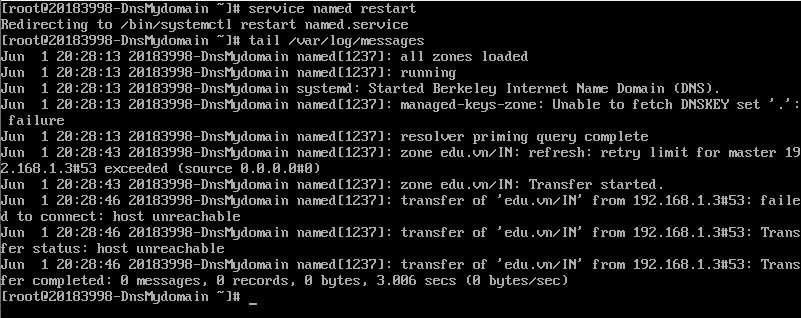 [root@20183998-DnsMydomain ~]# service named restart
Redirecting to /bin/systemctl restart named.service
[root@20183998-DnsMydomain ~]# tail /var/log/messages
Jun  1 20:28:13 20183998-DnsMydomain named[1237]: all zones loaded
Jun  1 20:28:13 20183998-DnsMydomain named[1237]: running
Jun  1 20:28:13 20183998-DnsMydomain systemd: Started Berkeley Internet Name Domain (DNS).
Jun  1 20:28:13 20183998-DnsMydomain named[1237]: managed-keys-zone: Unable to fetch DNSKEY set '.':
 failure
Jun  1 20:28:13 20183998-DnsMydomain named[1237]: resolver priming query complete
Jun  1 20:28:43 20183998-DnsMydomain named[1237]: zone edu.vn/IN: refresh: retry limit for master 19
2.168.1.3#53 exceeded (source 0.0.0.0#0)
Jun  1 20:28:43 20183998-DnsMydomain named[1237]: zone edu.vn/IN: Transfer started.
Jun  1 20:28:46 20183998-DnsMydomain named[1237]: transfer of 'edu.vn/IN' from 192.168.1.3#53: faile
d to connect: host unreachable
Jun  1 20:28:46 20183998-DnsMydomain named[1237]: transfer of 'edu.vn/IN' from 192.168.1.3#53: Trans
fer status: host unreachable
Jun  1 20:28:46 20183998-DnsMydomain named[1237]: transfer of 'edu.vn/IN' from 192.168.1.3#53: Trans
fer completed: 0 messages, 0 records, 0 bytes, 3.006 secs (0 bytes/sec)
[root@20183998-DnsMydomain ~]# _